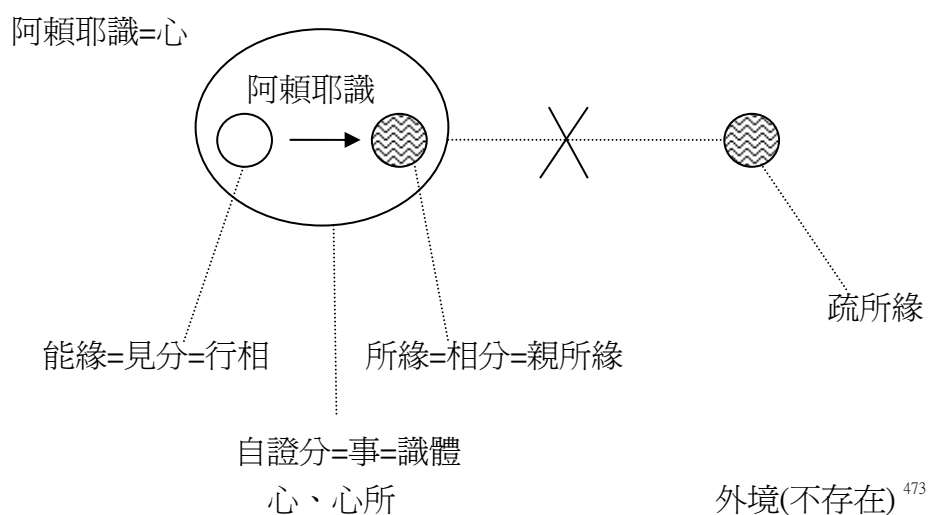 阿賴耶識=心
阿賴耶識
疏所緣
能緣=見分=行相
所緣=相分=親所緣
自證分=事=識體
心、心所
外境(不存在) 473